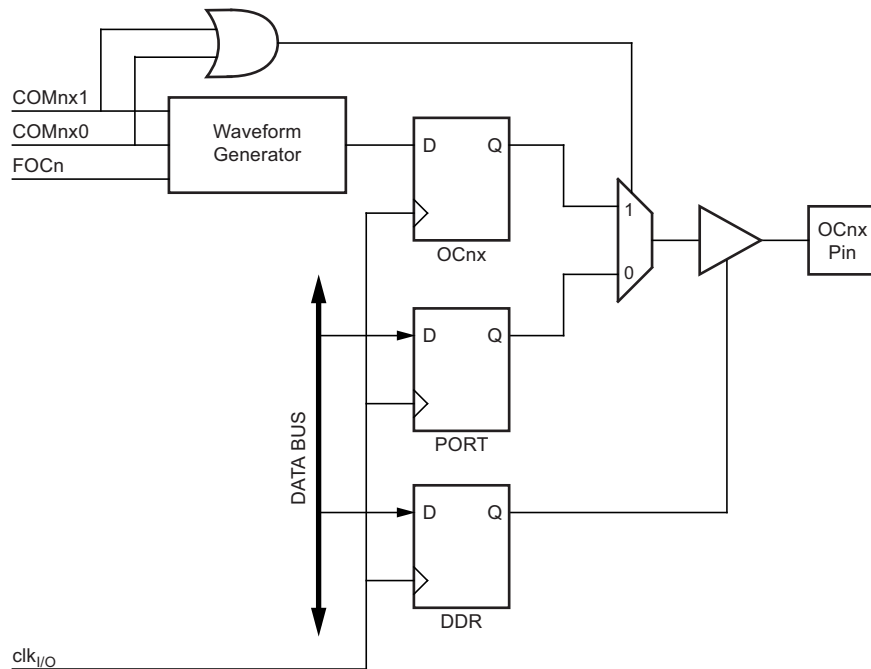 COMnx1
COMnx0
FOCn
Waveform
Generator
D
Q
OCnx
1
0
OCnx
Pin
D
Q
PORT
DATA BUS
D
Q
DDR
clkI/O